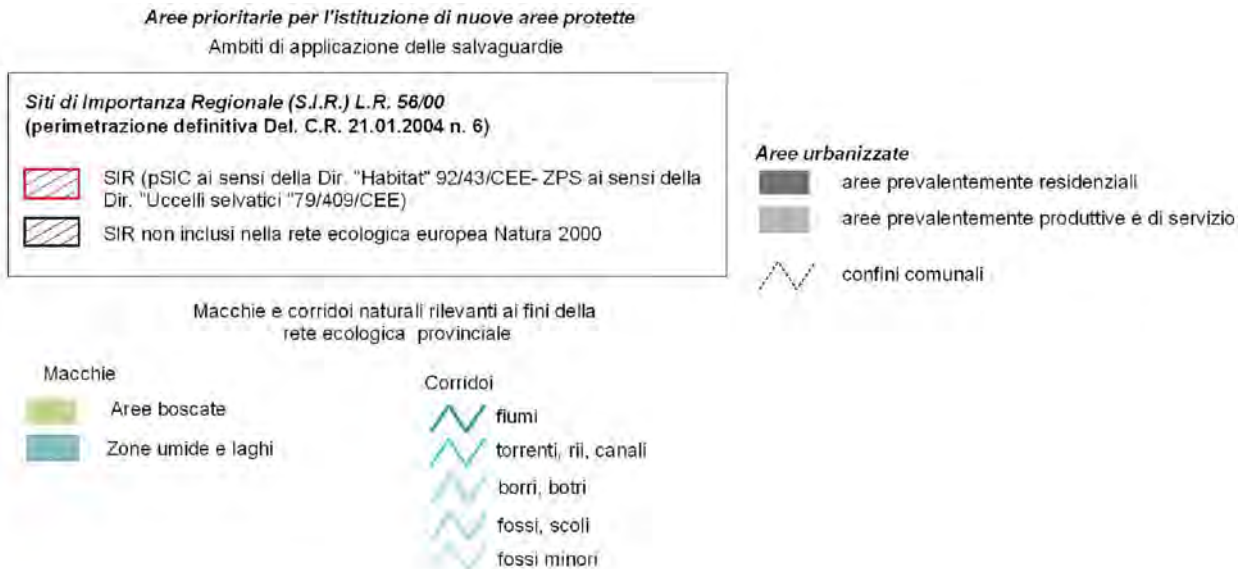 Aree prioritarie per l'istituzione di nuove aree protette
Ambiti di applicazione delle salvaguardie
Siti di Importanza Regionale (S.I.R.) L.R. 56/00
(perimetrazione definitiva Del. C.R. 21.01.2004 n. 6)
SIR (pSIC ai sensi della Dir. "Habitat" 92/43/CEE- ZPS ai sensi della
Dir. "Uccelli selvatici "79/409/CEE)
SIR non inclusi nella rete ecologica europea Natura 2000
Aree urbanizzate
aree prevalentemente residenziali
aree prevalentemente produttive e di servizio
confini comunali
Macchie e corridoi naturali rilevanti ai fini della
rete ecologica provinciale
Macchie
Aree boscate
Zone umide e laghi
Corridoi
fiumi
torrenti, rii, canali
borri, botri
fossi, scoli
fossi minori